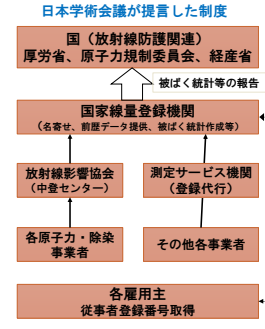 日本学術会議が提言した制度
国（放射線防護関連）
厚労省、原子力規制委員会、経産省
被ばく統計等の報告
国家線量登録機関
（名寄せ、前歴データ提供、被ばく統計作成等）
放射線影響協会
（中登センター）
測定サービス機関
（登録代行）
各原子力・除染
事業者
その他各事業者
各雇用主
従事者登録番号取得